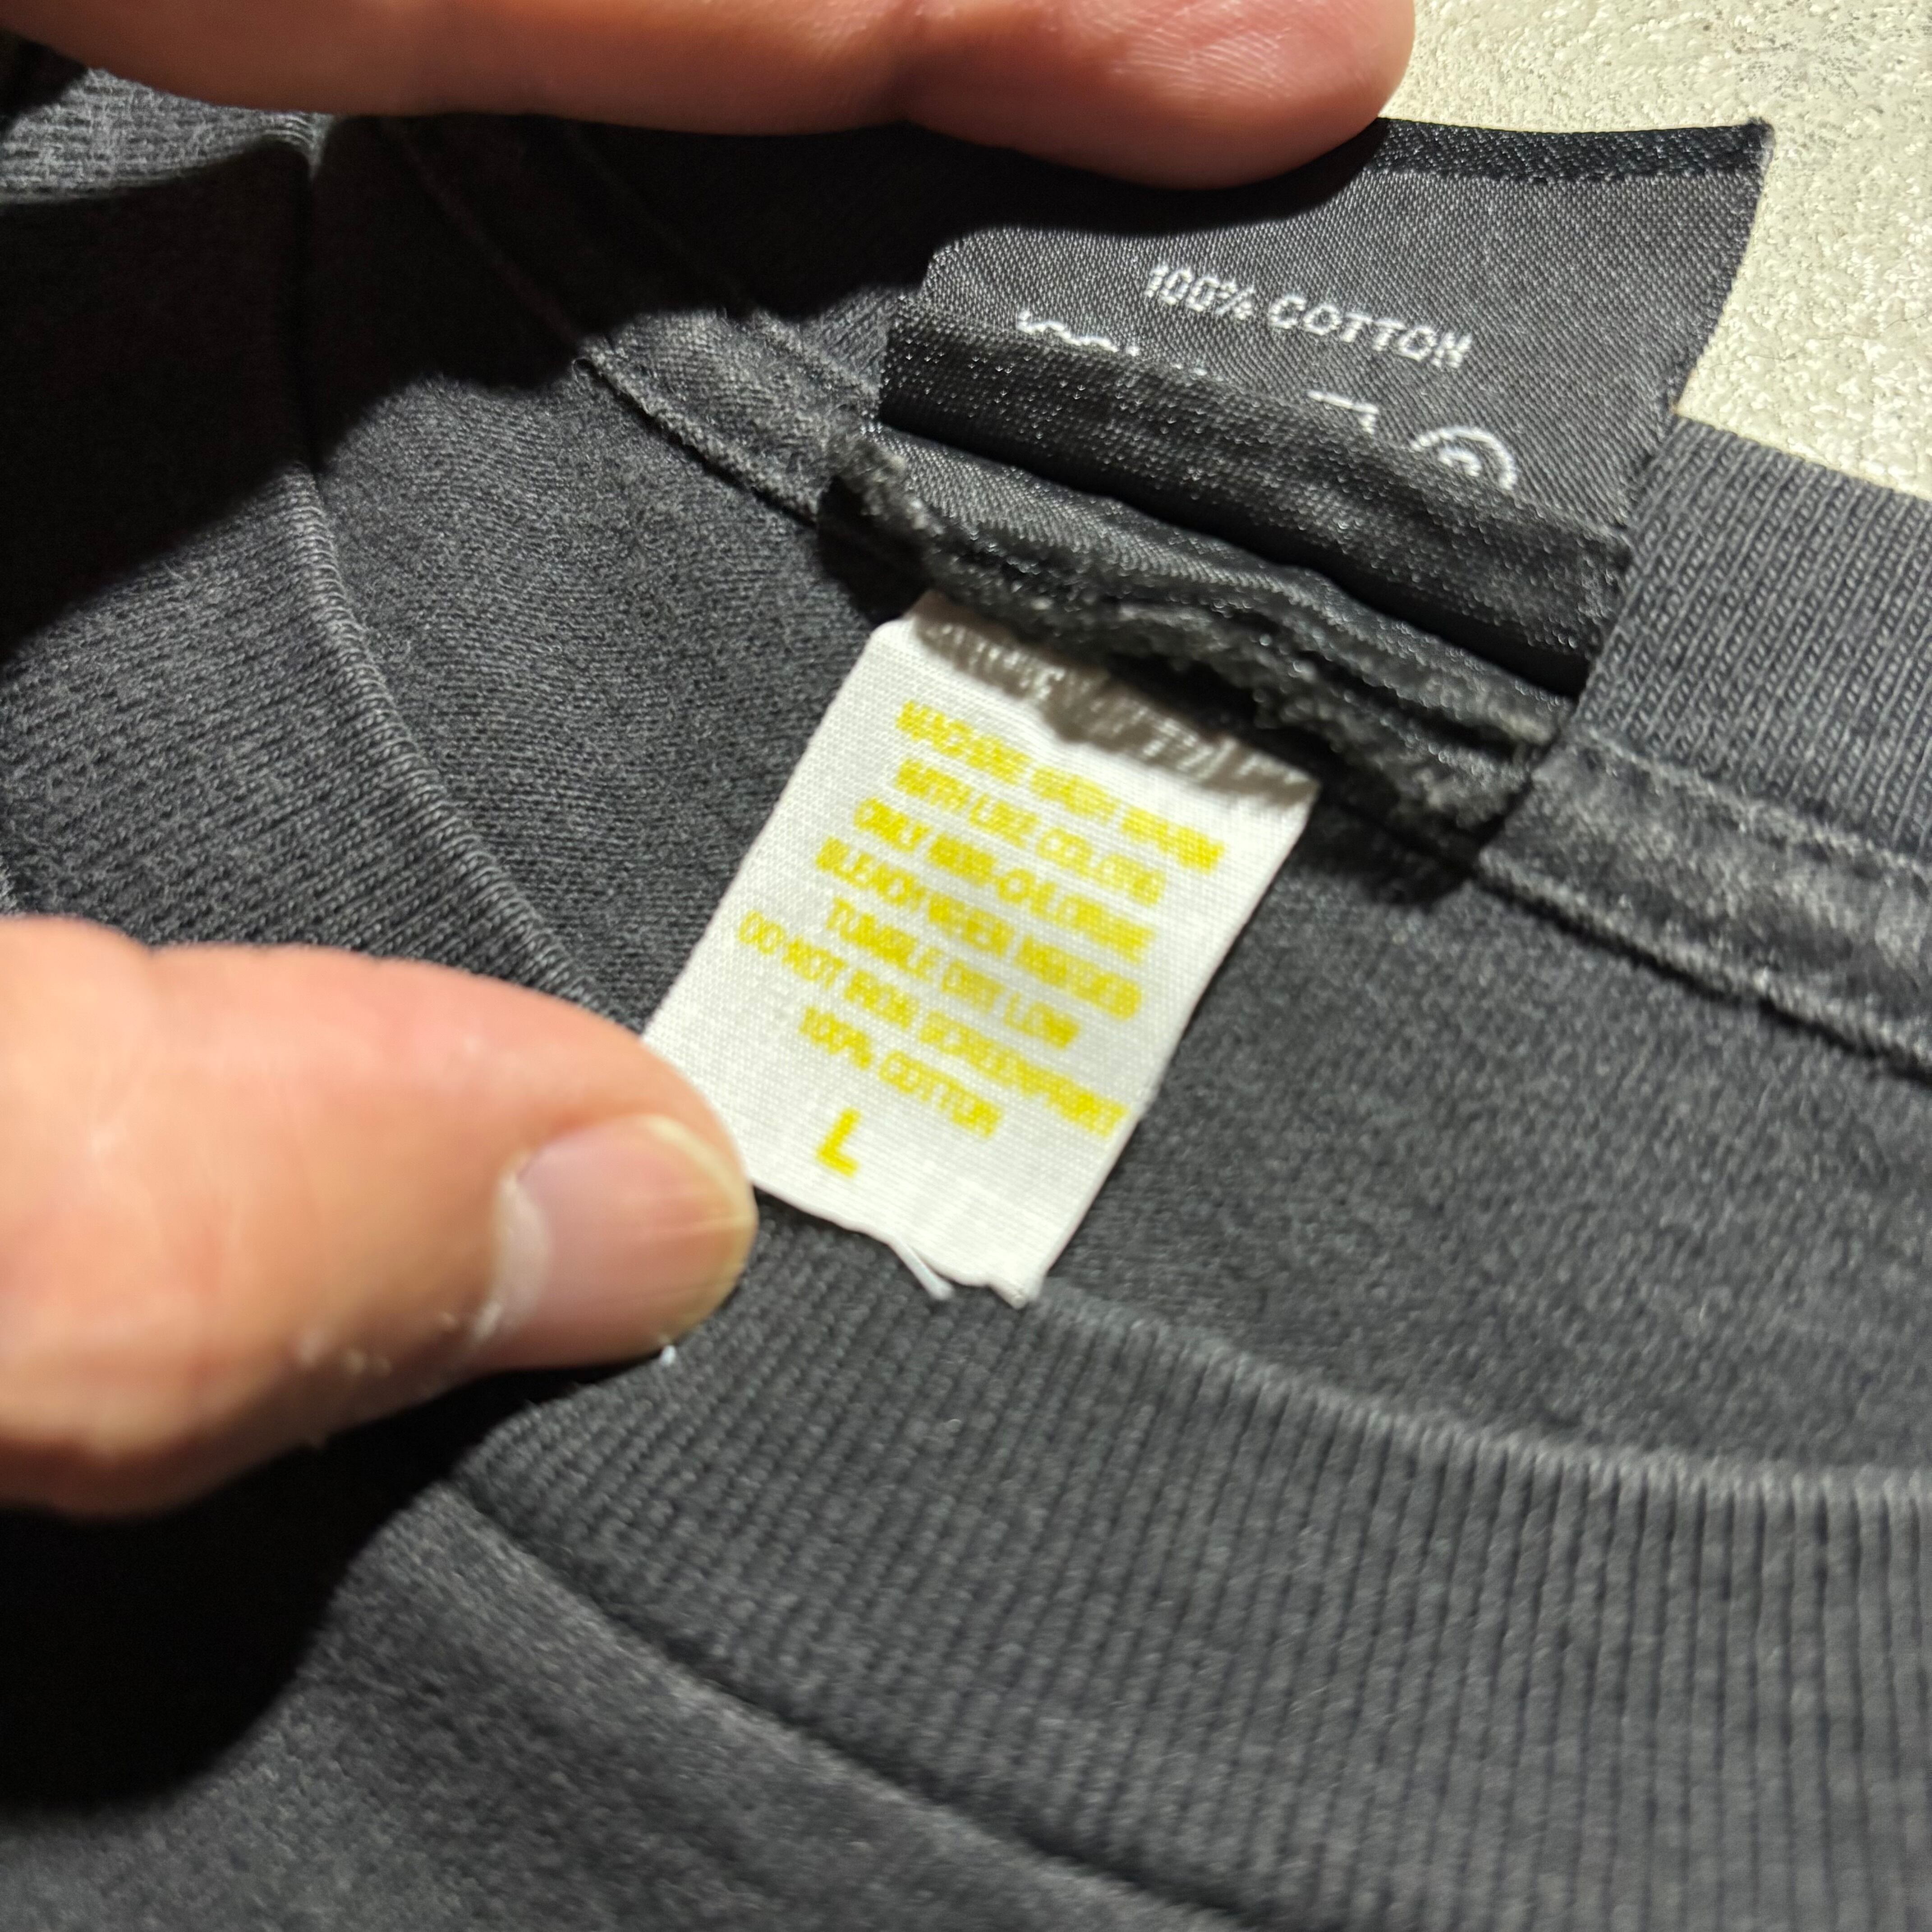 100% COTTON
MACHINE WASH WARM
WITH LIKE COLORS
ONLY NON-CHLORINE
BLEACH WHEN NEEDED
TUMBLE DRY LOW
DO NOT IRON SCREENPRINT
100% COTTON
L